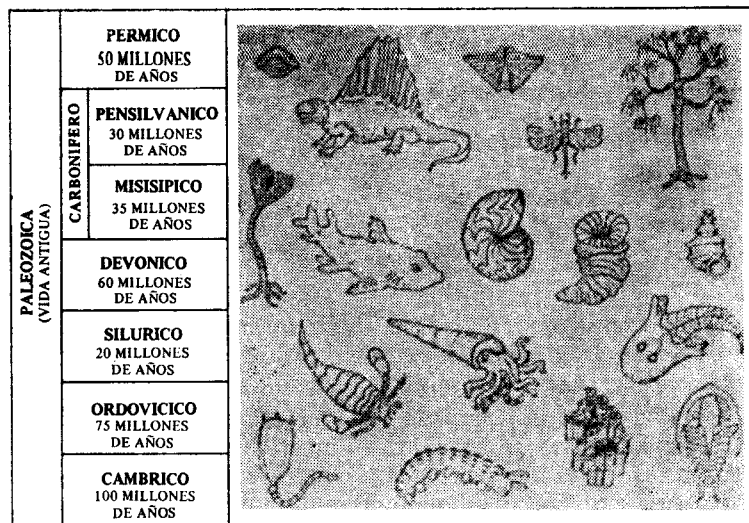 PALEOZOICA
(VIDA ANTIGUA)
PERMICO
50 MILLONES
DE AÑOS
CARBONIFERO
PENSILVANICO
30 MILLONES
DE AÑOS
MISISIPICO
35 MILLONES
DE AÑOS
DEVONICO
60 MILLONES
DE AÑOS
SILURICO
20 MILLONES
DE AÑOS
ORDOVICICO
75 MILLONES
DE AÑOS
CAMBRICO
100 MILLONES
DE AÑOS